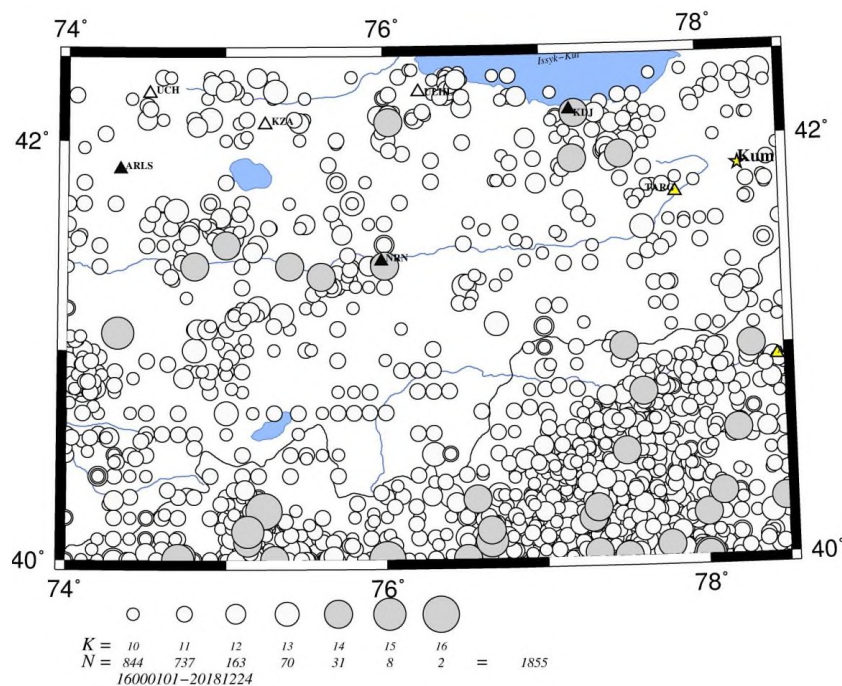 74°
76°
78°
Issyk-Kul
UCH
KZA
KDJ
42°
42°
ARLS
Kum
TARG
NRN
40°
40°
74°
76°
78°
K = 10 11 12 13 14 15 16
N = 844 737 163 70 31 8 2 = 1855
16000101-20181224